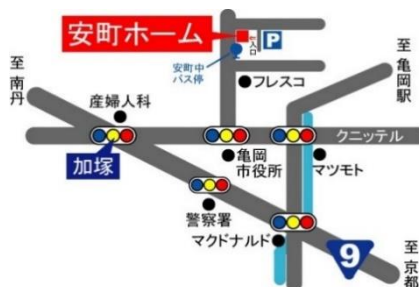 安町ホーム
入口
P
安町中
バス停
フレスコ
至亀岡駅
至南丹
産婦人科
クニッテル
加塚
亀岡
市役所
マツモト
警察署
マクドナルド
9
至京都